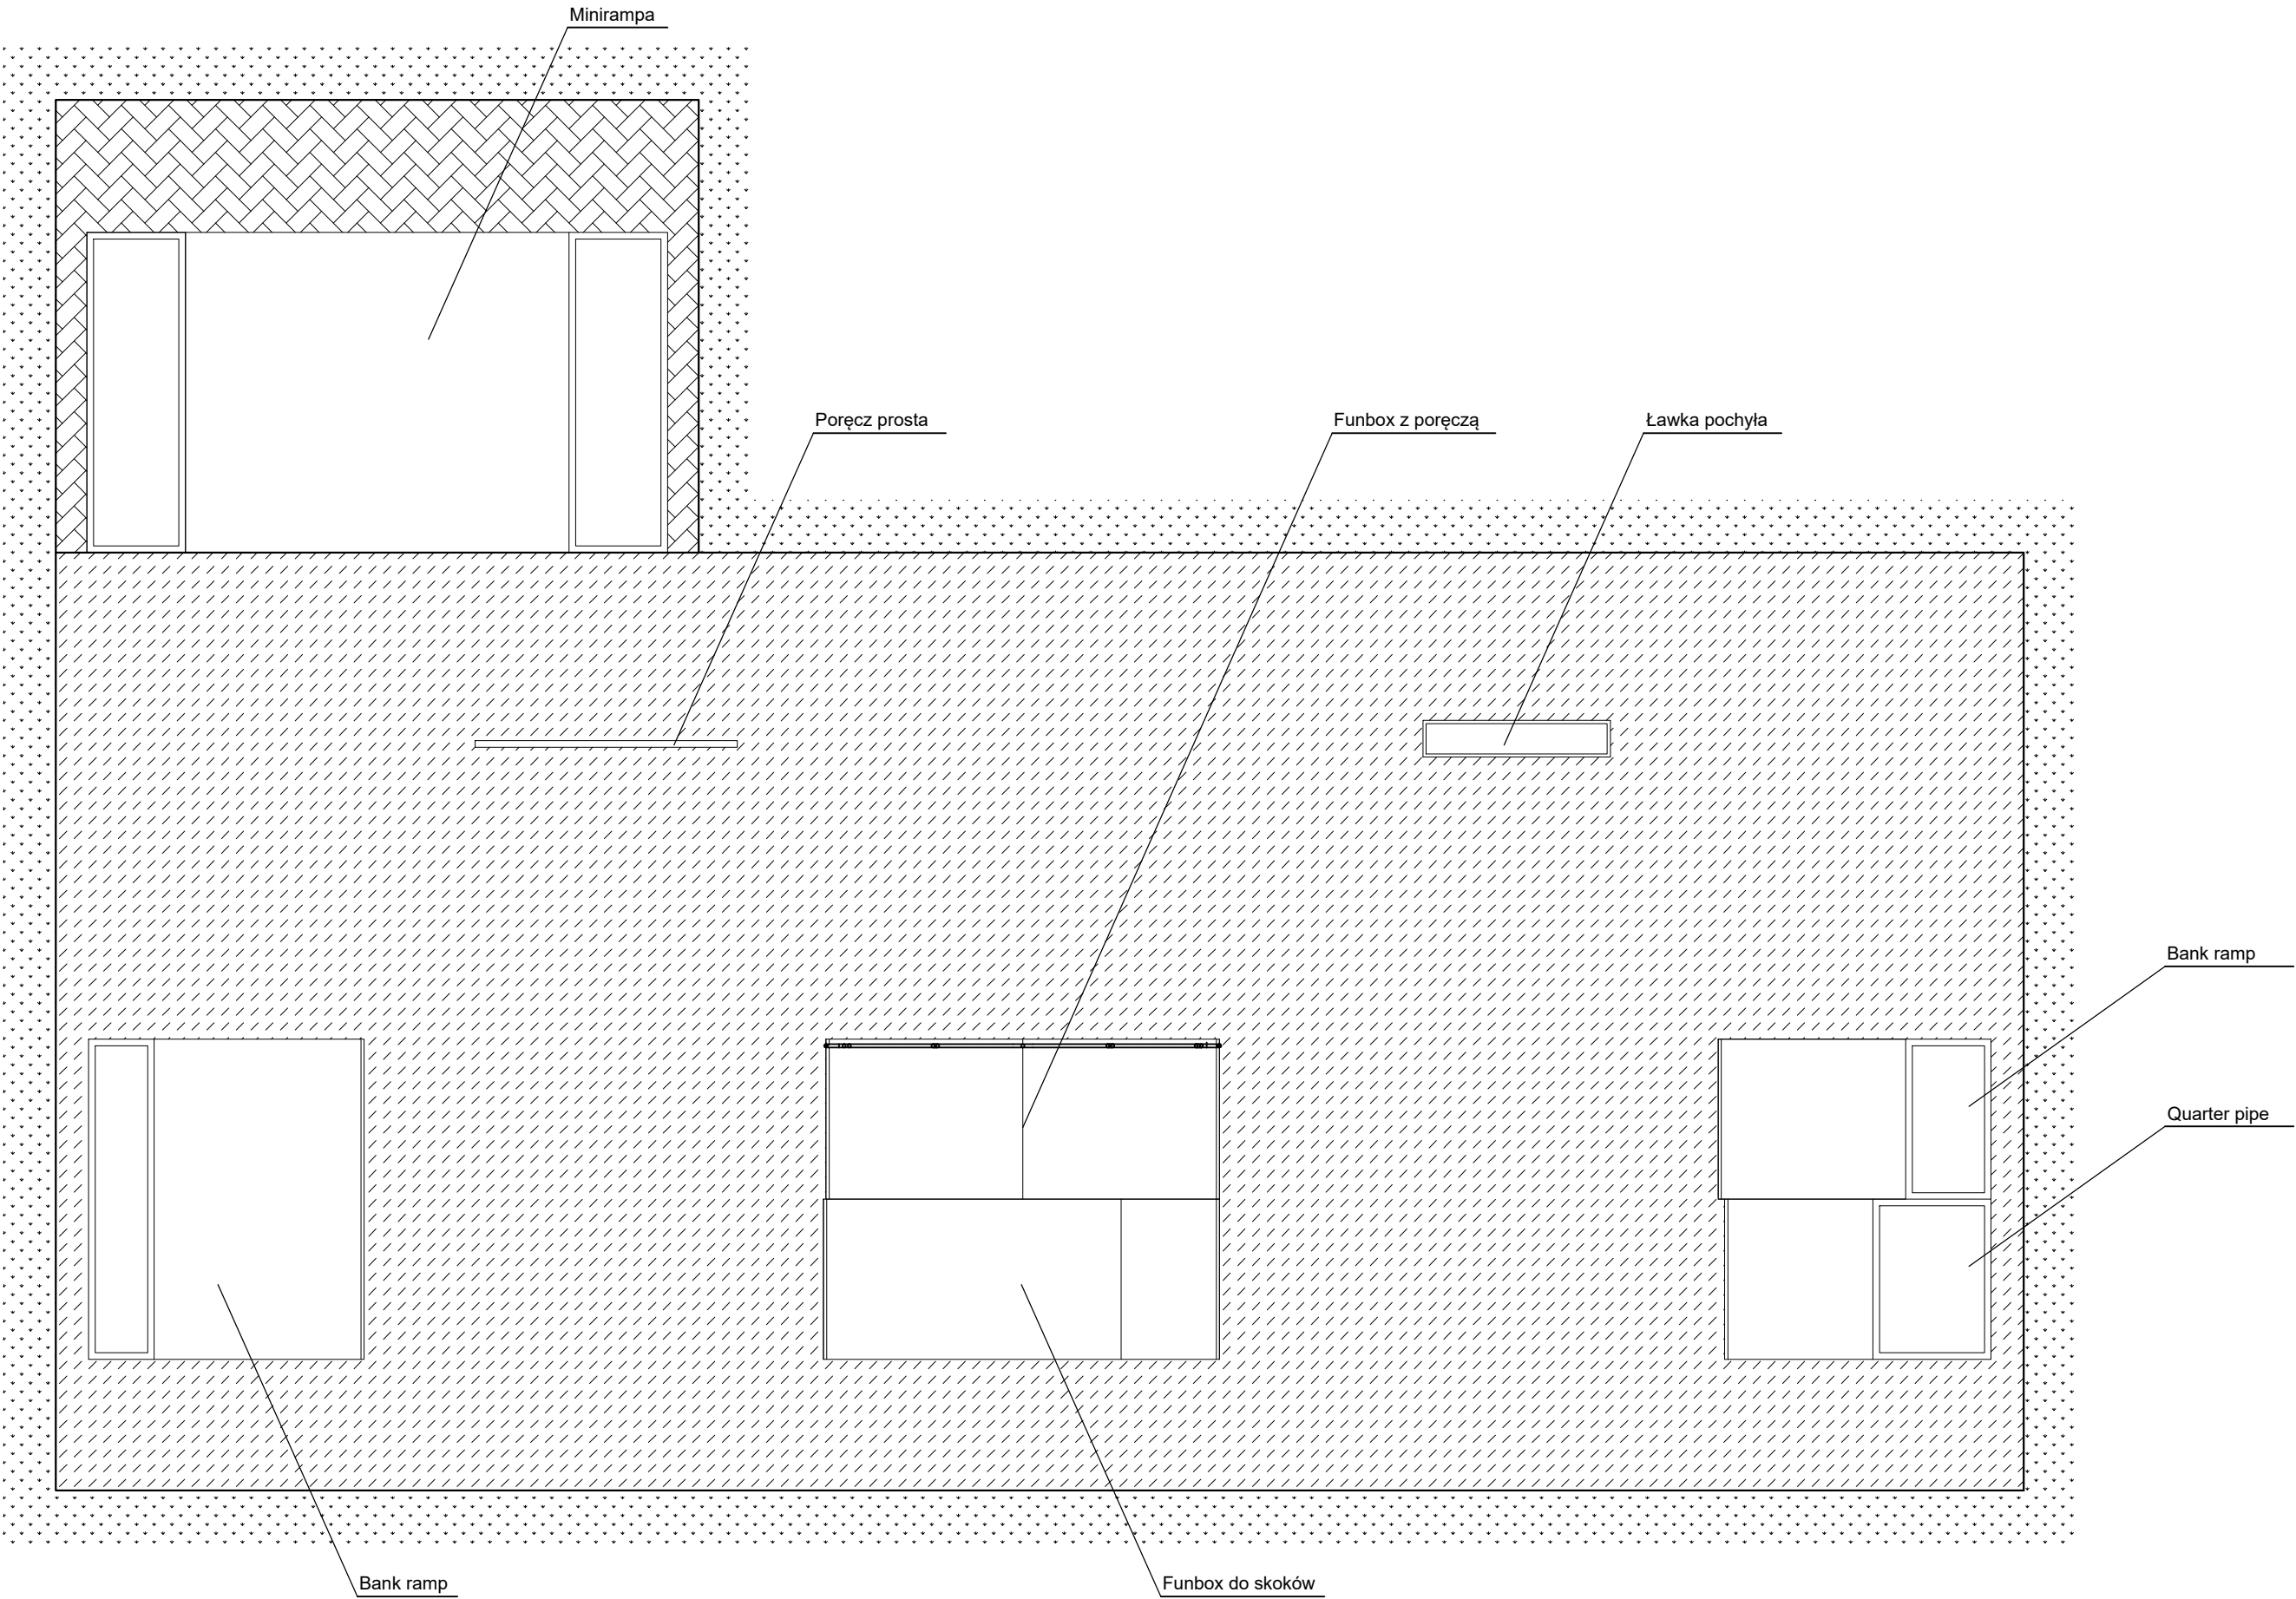 Minirampa
Poręcz prosta
Funbox z poręczą
Ławka pochyła
Bank ramp
Quarter pipe
Bank ramp
Funbox do skoków